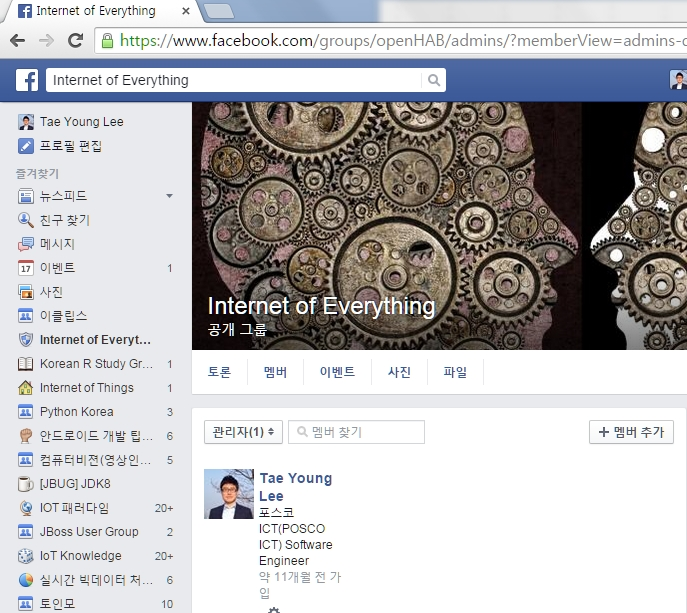 Internet of Everything
https://www.facebook.com/groups/openHAB/admins/?memberView=admins-
Internet of Everything
Tae Young Lee
프로필 편집
즐겨찾기
뉴스피드
친구 찾기
메시지
17 이벤트 1
사진
이클립스
Internet of Everyt...
Korean R Study Gr... 1
Internet of Things 1
Python Korea 3
안드로이드 개발 팁... 6
컴퓨터비젼(영상인... 5
[JBUG] JDK8
IOT 패러다임 20+
JBoss User Group 2
IoT Knowledge 20+
실시간 빅데이터 처... 6
토인모 10
Internet of Everything
공개 그룹
토론 멤버 이벤트 사진 파일
관리자(1) 멤버 찾기 + 멤버 추가
Tae Young
Lee
포스코
ICT(POSCO
ICT) Software
Engineer
약 11개월 전 가
입